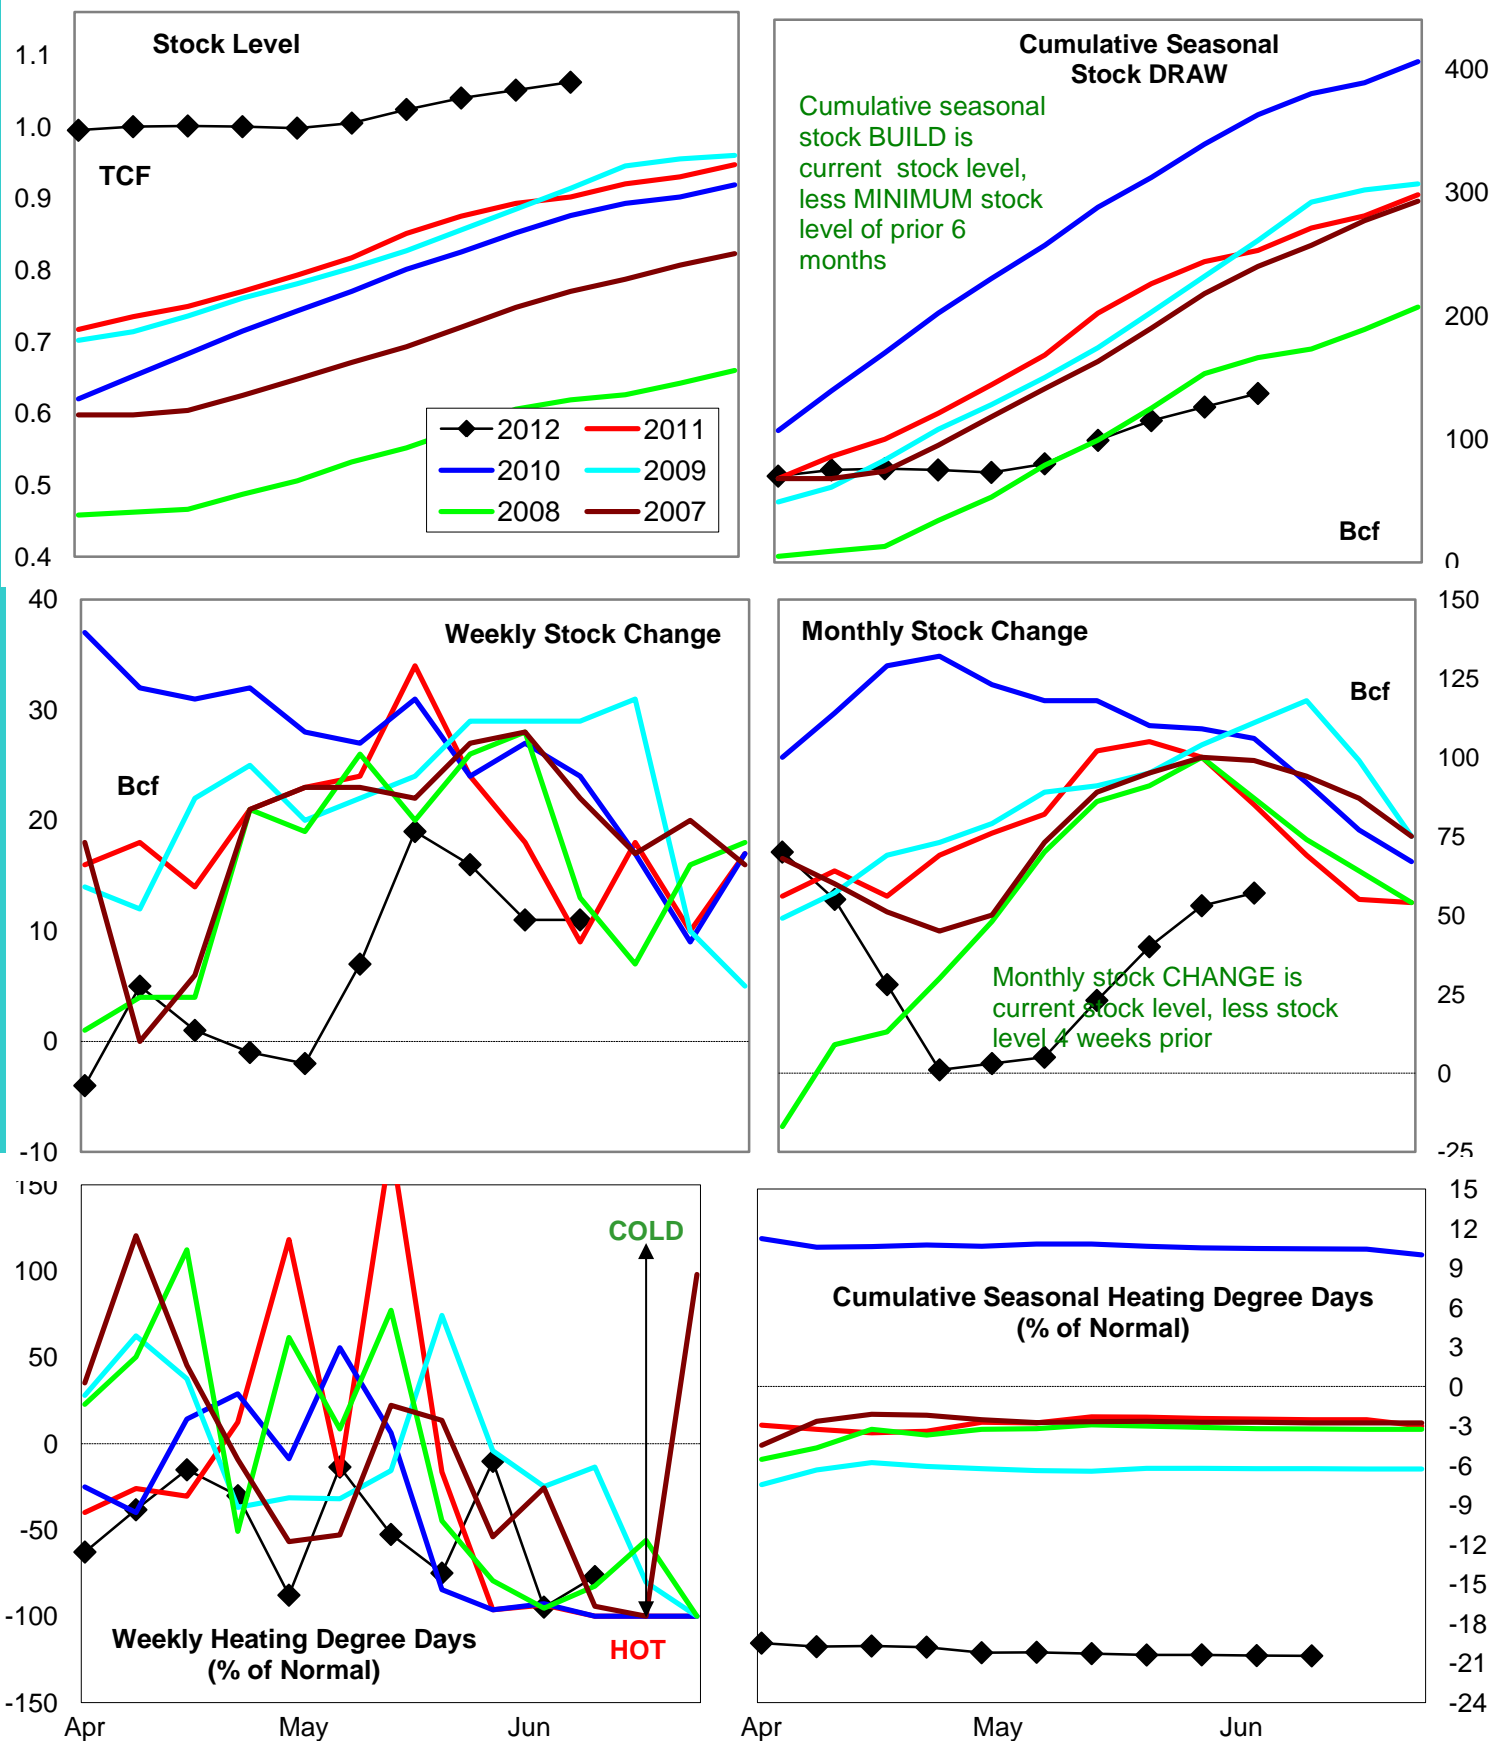 Stock Level
1.1
1.0
0.9
0.8
0.7
0.6
0.5
0.4
TCF
2012
2011
2010
2009
2008
2007
Cumulative Seasonal
Stock DRAW
Cumulative seasonal
stock BUILD is
current stock level,
less MINIMUM stock
level of prior 6
months
Bcf
400
300
200
100
0
Weekly Stock Change
40
30
20
10
0
-10
Bcf
Monthly Stock Change
Bcf
Monthly stock CHANGE is
current stock level, less stock
level 4 weeks prior
150
125
100
75
50
25
0
-25
150
100
50
0
-50
-100
-150
COLD
HOT
Weekly Heating Degree Days
(% of Normal)
Apr
May
Jun
Cumulative Seasonal Heating Degree Days
(% of Normal)
15
12
9
6
3
0
-3
-6
-9
-12
-15
-18
-21
-24
Apr
May
Jun